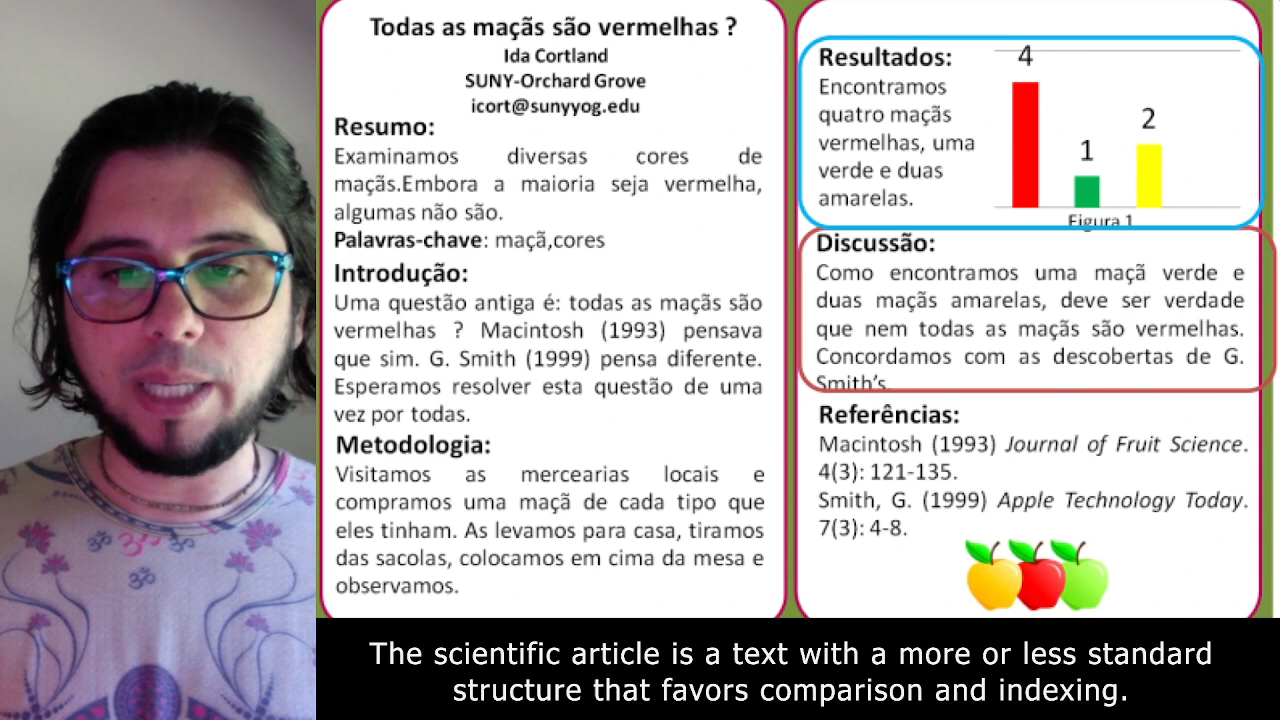 Todas as maçãs são vermelhas ?
Ida Cortland
SUNY-Orchard Grove
icort@sunyyog.edu
Resumo:
Examinamos diversas cores de
maçãs.Embora a maioria seja vermelha,
algumas não são.
Palavras-chave: maçã,cores
Introdução:
Uma questão antiga é: todas as maçãs são
vermelhas ? Macintosh (1993) pensava
que sim. G. Smith (1999) pensa diferente.
Esperamos resolver esta questão de uma
vez por todas.
Metodologia:
Visitamos as mercearias locais e
compramos uma maçã de cada tipo que
eles tinham. As levamos para casa, tiramos
das sacolas, colocamos em cima da mesa e
observamos.
Resultados:
Encontramos
quatro maçãs
vermelhas, uma
verde e duas
amarelas.
4
1
2
Figura 1
Discussão:
Como encontramos uma maçã verde e
duas maçãs amarelas, deve ser verdade
que nem todas as maçãs são vermelhas.
Concordamos com as descobertas de G.
Smith's
Referências:
Macintosh (1993) Journal of Fruit Science.
4(3): 121-135.
Smith, G. (1999) Apple Technology Today.
7(3): 4-8.
The scientific article is a text with a more or less standard
structure that favors comparison and indexing.